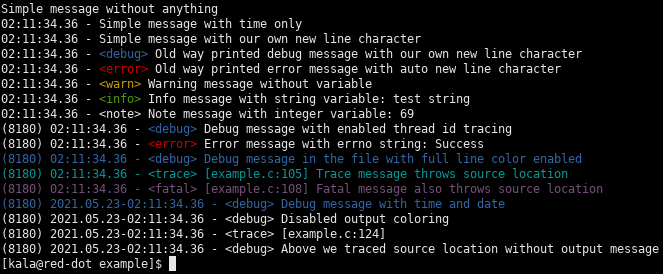 Simple message without anything
02:11:34.36 - Simple message with time only
02:11:34.36 - Simple message with our own new line character
02:11:34.36 - <debug> Old way printed debug message with our own new line character
02:11:34.36 - <error> Old way printed error message with auto new line character
02:11:34.36 - <warn> Warning message without variable
02:11:34.36 - <info> Info message with string variable: test string
02:11:34.36 - <note> Note message with integer variable: 69
(8180) 02:11:34.36 - <debug> Debug message with enabled thread id tracing
(8180) 02:11:34.36 - <error> Error message with errno string: Success
(8180) 02:11:34.36 - <debug> Debug message in the file with full line color enabled
(8180) 02:11:34.36 - <trace> [example.c:105] Trace message throws source location
(8180) 02:11:34.36 - <fatal> [example.c:108] Fatal message also throws source location
(8180) 2021.05.23-02:11:34.36 - <debug> Debug message with time and date
(8180) 2021.05.23-02:11:34.36 - <debug> Disabled output coloring
(8180) 2021.05.23-02:11:34.36 - <trace> [example.c:124]
(8180) 2021.05.23-02:11:34.36 - <debug> Above we traced source location without output message
[kala@red-dot example]$